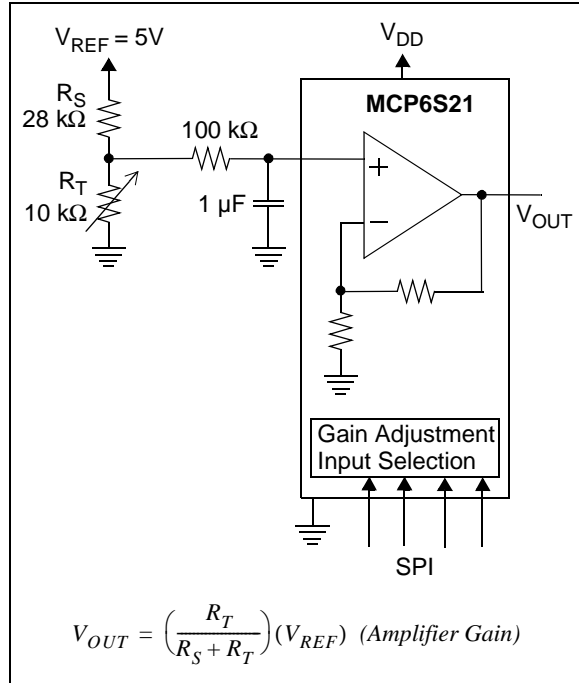 V_REF = 5V
V_DD
R_S
28 kΩ
MCP6S21
100 kΩ
R_T
10 kΩ
1 µF
+
−
V_OUT
Gain Adjustment
Input Selection
SPI
V_OUT = (R_T / (R_S + R_T)) (V_REF) (Amplifier Gain)